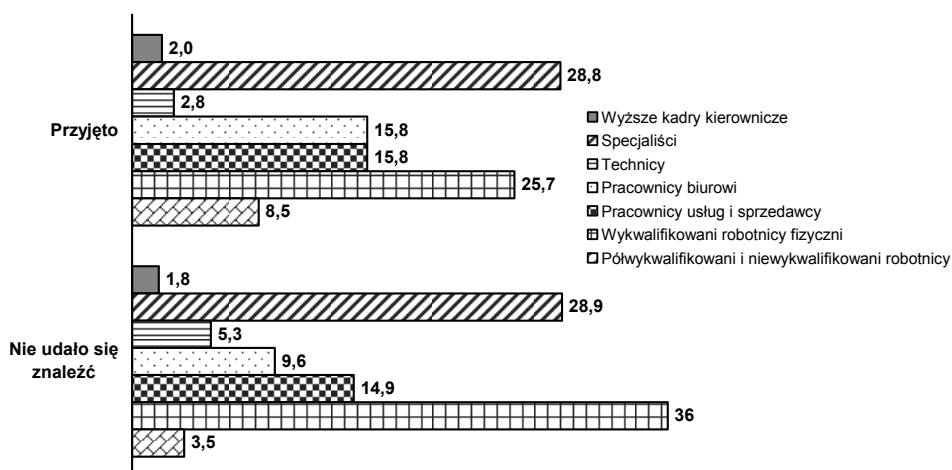 Przyjęto
2,0
28,8
2,8
15,8
15,8
25,7
8,5
Nie udało się
znaleźć
1,8
28,9
5,3
9,6
14,9
36
3,5
Wyższe kadry kierownicze
Specjaliści
Technicy
Pracownicy biurowi
Pracownicy usług i sprzedawcy
Wykwalifikowani robotnicy fizyczni
Półwykwalifikowani i niewykwalifikowani robotnicy